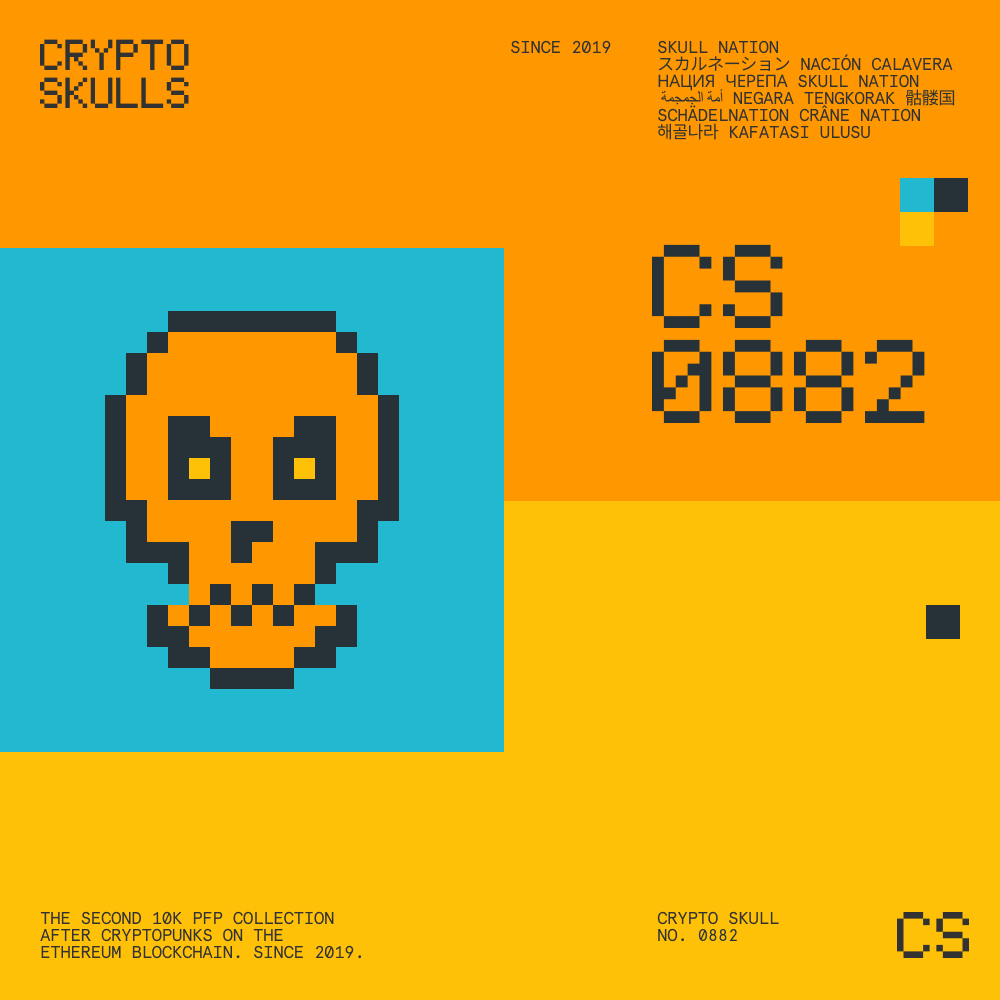 CRYPTO
SKULLS
SINCE 2019
SKULL NATION
スカルネーション NACIÓN CALAVERA
НАЦИЯ ЧЕРЕПА SKULL NATION
أمة الجمجمة NEGARA TENGKORAK 骷髅国
SCHÄDELNATION CRÂNE NATION
해골나라 KAFATASI ULUSU
CS
0882
THE SECOND 10K PFP COLLECTION
AFTER CRYPTOPUNKS ON THE
ETHEREUM BLOCKCHAIN. SINCE 2019.
CRYPTO SKULL
NO. 0882
CS